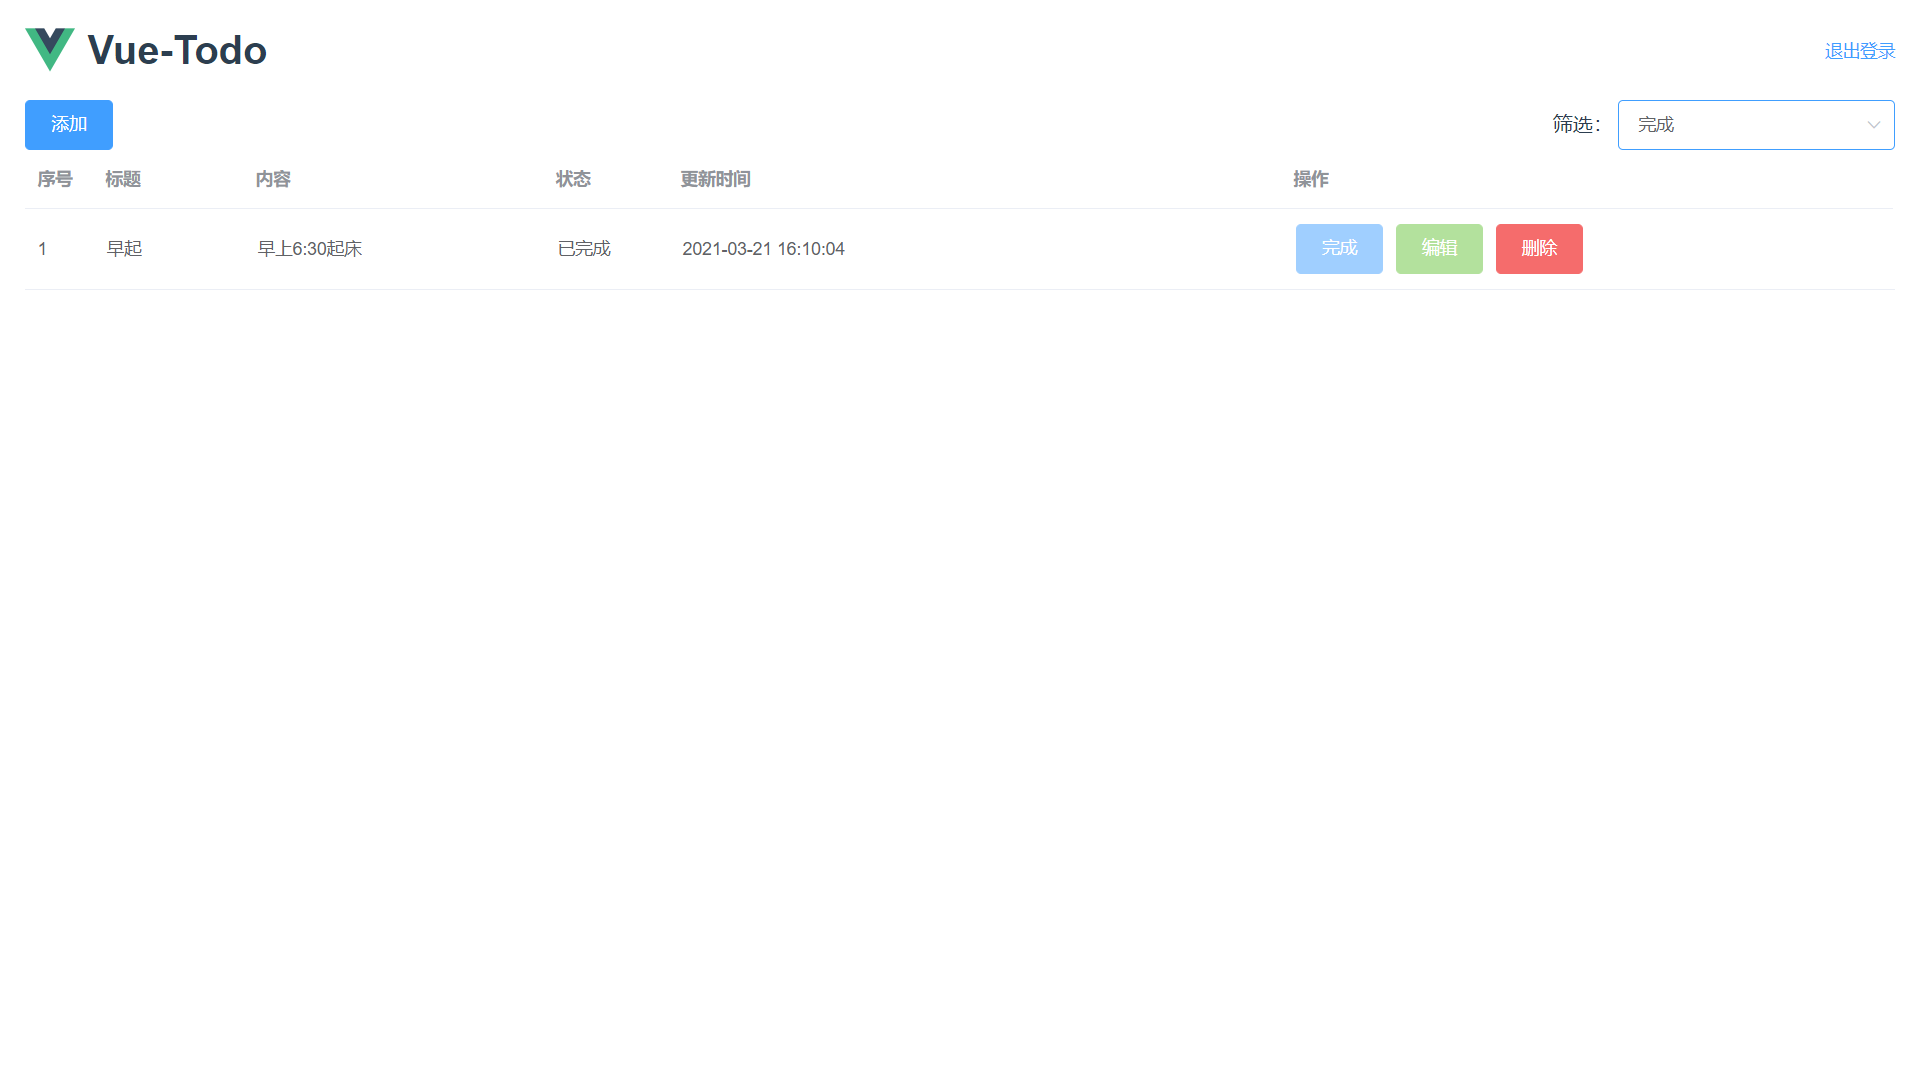 Vue-Todo
退出登录
添加
筛选：
完成
序号 标题 内容 状态 更新时间 操作
1 早起 早上6:30起床 已完成 2021-03-21 16:10:04 完成 编辑 删除